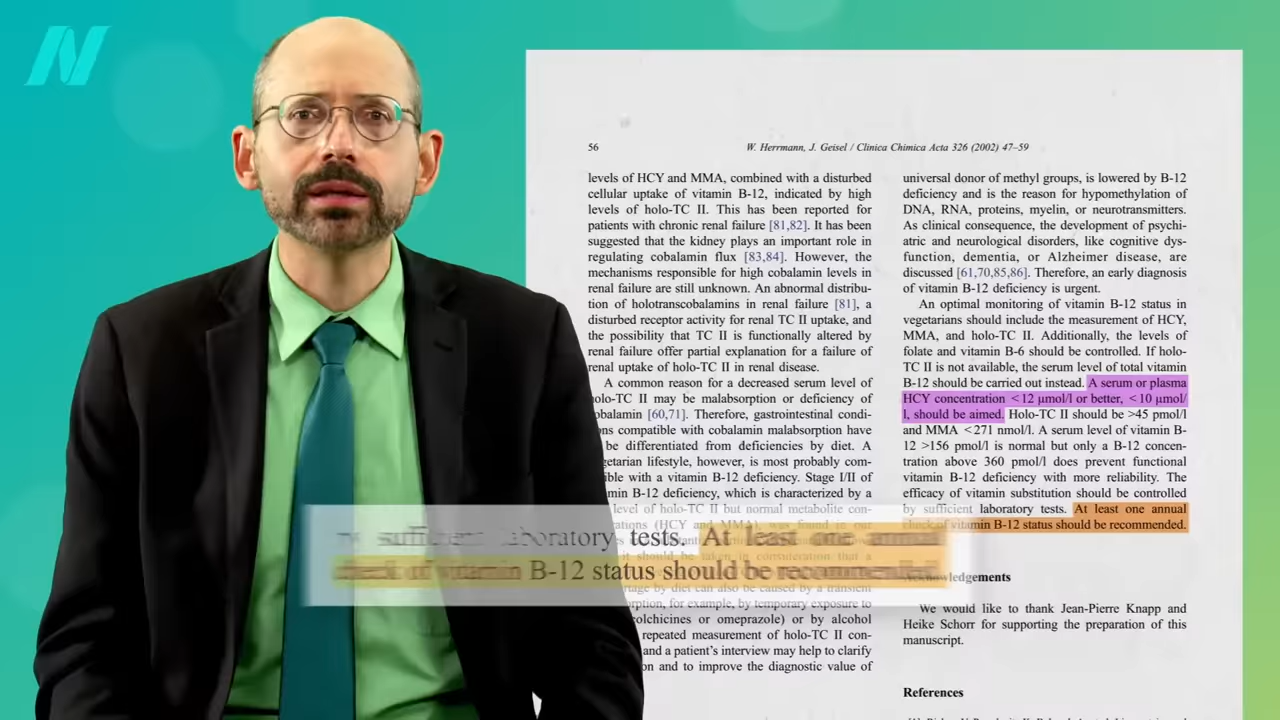 N
56
W. Herrmann, J. Geisel / Clinica Chimica Acta 326 (2002) 47–59
levels of HCY and MMA, combined with a disturbed
cellular uptake of vitamin B-12, indicated by high
levels of holo-TC II. This has been reported for
patients with chronic renal failure [81,82]. It has been
suggested that the kidney plays an important role in
regulating cobalamin flux [83,84]. However, the
mechanisms responsible for high cobalamin levels in
renal failure are still unknown. An abnormal distribu-
tion of holotranscobalamins in renal failure [81], a
disturbed receptor activity for renal TC II uptake, and
the possibility that TC II is functionally altered by
renal failure offer partial explanation for a failure of
renal uptake of holo-TC II in renal disease.
A common reason for a decreased serum level of
holo-TC II may be malabsorption or deficiency of
cobalamin [60,71]. Therefore, gastrointestinal condi-
ons compatible with cobalamin malabsorption have
be differentiated from deficiencies by diet. A
getarian lifestyle, however, is most probably com-
ible with a vitamin B-12 deficiency. Stage I/II of
min B-12 deficiency, which is characterized by a
level of holo-TC II but normal metabolite con-
ations (HCY and MMA), was found in our
it should be taken in consideration that a
rtage by diet can also be caused by a transient
orption, for example, by temporary exposure to
olchicines or omeprazole) or by alcohol
repeated measurement of holo-TC II con-
and a patient's interview may help to clarify
on and to improve the diagnostic value of
universal donor of methyl groups, is lowered by B-12
deficiency and is the reason for hypomethylation of
DNA, RNA, proteins, myelin, or neurotransmitters.
As clinical consequence, the development of psychi-
atric and neurological disorders, like cognitive dys-
function, dementia, or Alzheimer disease, are
discussed [61,70,85,86]. Therefore, an early diagnosis
of vitamin B-12 deficiency is urgent.
An optimal monitoring of vitamin B-12 status in
vegetarians should include the measurement of HCY,
MMA, and holo-TC II. Additionally, the levels of
folate and vitamin B-6 should be controlled. If holo-
TC II is not available, the serum level of total vitamin
B-12 should be carried out instead. A serum or plasma
HCY concentration <12 μmol/l or better, <10 μmol/
l, should be aimed. Holo-TC II should be >45 pmol/l
and MMA <271 nmol/l. A serum level of vitamin B-
12 >156 pmol/l is normal but only a B-12 concen-
tration above 360 pmol/l does prevent functional
vitamin B-12 deficiency with more reliability. The
efficacy of vitamin substitution should be controlled
by sufficient laboratory tests. At least one annual
check of vitamin B-12 status should be recommended.
sufficient laboratory tests. At least one annual
check of vitamin B-12 status should be recommended.
Acknowledgements
We would like to thank Jean-Pierre Knapp and
Heike Schorr for supporting the preparation of this
manuscript.
References